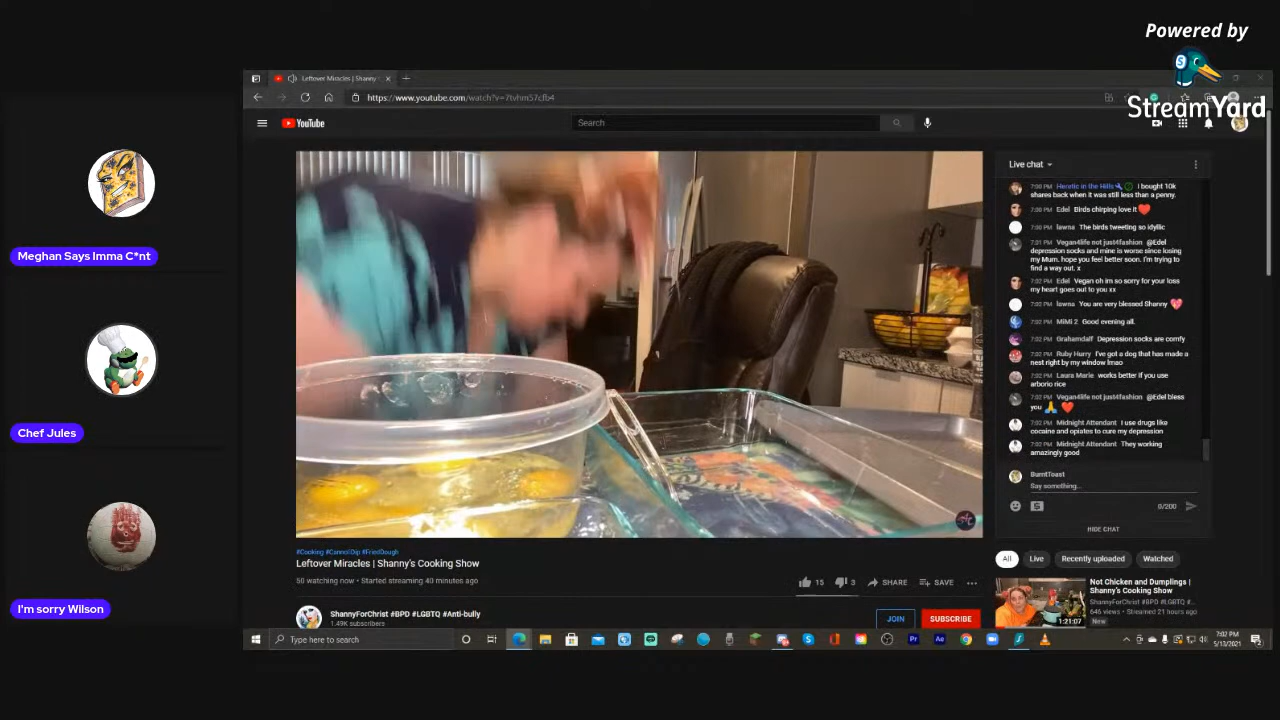 Powered by
StreamYard
Meghan Says Imma C*nt
Chef Jules
I'm sorry Wilson
Leftover Miracles | Shanny
https://www.youtube.com/watch?v=7tvhm57cfb4
YouTube
Search
Live chat
7:00 PM Heretic in the Hills I bought 10k
shares back when it was still less than a penny.
7:00 PM Edel Birds chirping love it ❤️
7:00 PM lawna The birds tweeting so idyllic
7:01 PM Vegan4life not just4fashion @Edel
depression socks and mine is worse since losing
my Mum. hope you feel better soon. I'm trying to
find a way out. x
7:02 PM Edel Vegan oh im so sorry for your loss
my heart goes out to you xx
7:02 PM lawna You are very blessed Shanny 💖
7:02 PM MiMi 2 Good evening all.
7:02 PM Grahamdalf Depression socks are comfy
7:02 PM Ruby Hurry I've got a dog that has made a
nest right by my window lmao
7:02 PM Laura Marie works better if you use
arborio rice
7:02 PM Vegan4life not just4fashion @Edel bless
you 🙏 ❤️
7:02 PM Midnight Attendant I use drugs like
cocaine and opiates to cure my depression
7:02 PM Midnight Attendant They working
amazingly good
BurntToast
Say something...
0/200
HIDE CHAT
#Cooking #CannoliDip #FriedDough
Leftover Miracles | Shanny's Cooking Show
50 watching now • Started streaming 40 minutes ago
15
3
SHARE
SAVE
ShannyForChrist #BPD #LGBTQ #Anti-bully
1.49K subscribers
JOIN
SUBSCRIBE
All
Live
Recently uploaded
Watched
Not Chicken and Dumplings |
Shanny's Cooking Show
ShannyForChrist #BPD #LGBTQ #...
646 views • Streamed 21 hours ago
New
1:21:07
Type here to search
7:02 PM
5/13/2021